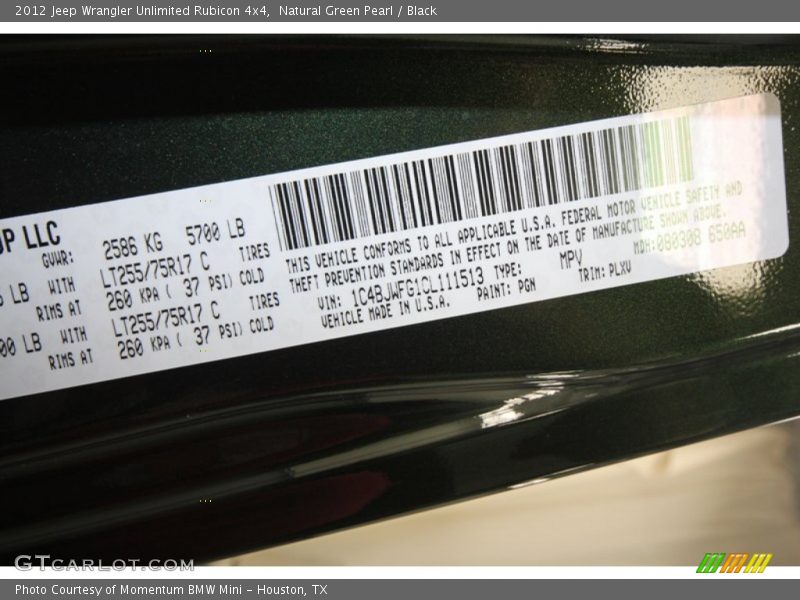 2012 Jeep Wrangler Unlimited Rubicon 4x4,  Natural Green Pearl / Black
LLC
GVWR: 2586 KG 5700 LB
LB WITH LT255/75R17 C TIRES
RIMS AT 260 KPA ( 37 PSI) COLD
LB WITH LT255/75R17 C TIRES
RIMS AT 260 KPA ( 37 PSI) COLD
THIS VEHICLE CONFORMS TO ALL APPLICABLE U.S.A. FEDERAL MOTOR VEHICLE SAFETY AND
THEFT PREVENTION STANDARDS IN EFFECT ON THE DATE OF MANUFACTURE SHOWN ABOVE.
VIN: 1C4BJWFG1CL111513 TYPE: MPV MDH:080308 650AA
VEHICLE MADE IN U.S.A. PAINT: PGN TRIM: PLXV
GTCARLOT.COM
Photo Courtesy of Momentum BMW Mini - Houston, TX